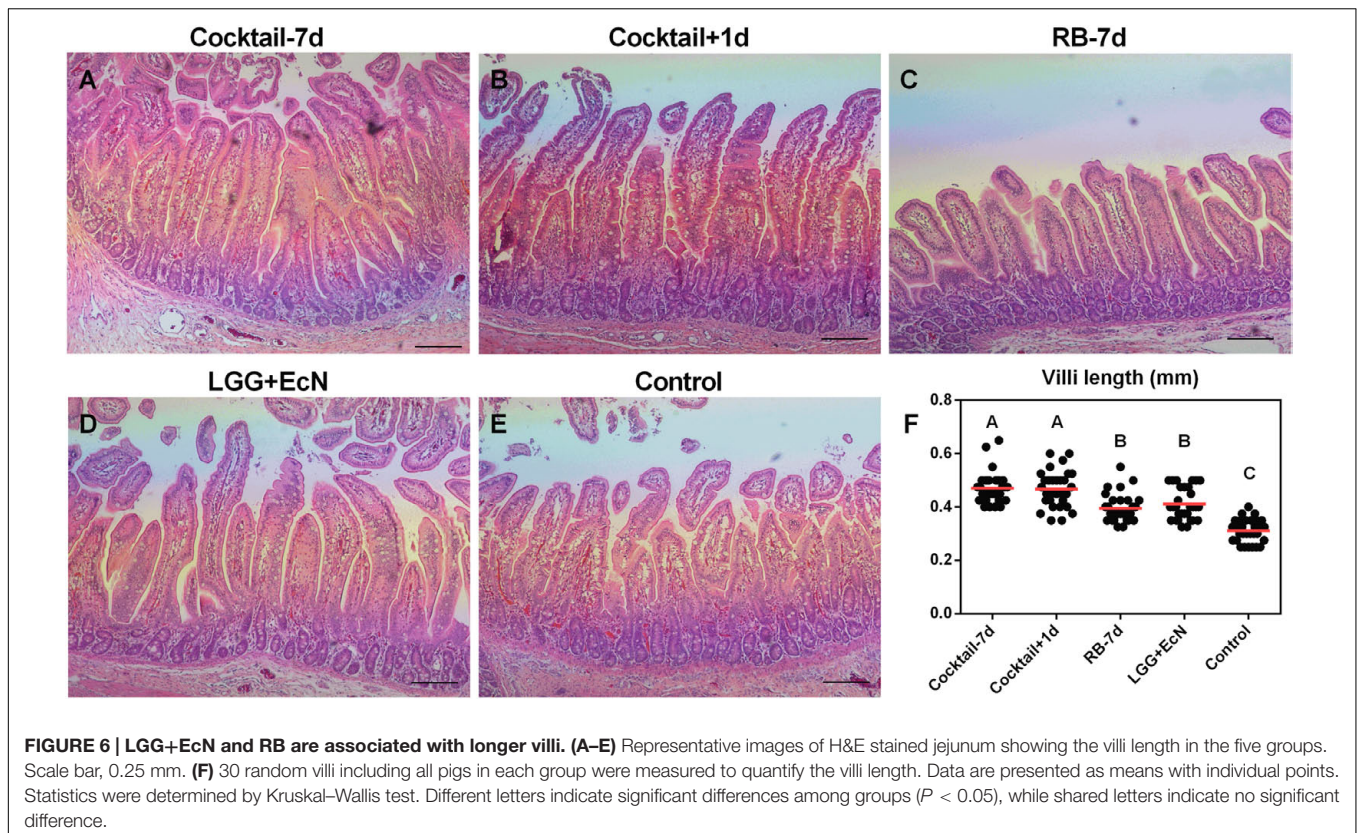 Cocktail-7d
Cocktail+1d
RB-7d
A
B
C
LGG+EcN
Control
Villi length (mm)
D
E
F
0.8
0.6
0.4
0.2
0.0
A
A
B
B
C
Cocktail-7d
Cocktail+1d
RB-7d
LGG+EcN
Control
FIGURE 6 | LGG+EcN and RB are associated with longer villi. (A–E) Representative images of H&E stained jejunum showing the villi length in the five groups.
Scale bar, 0.25 mm. (F) 30 random villi including all pigs in each group were measured to quantify the villi length. Data are presented as means with individual points.
Statistics were determined by Kruskal–Wallis test. Different letters indicate significant differences among groups (P < 0.05), while shared letters indicate no significant
difference.